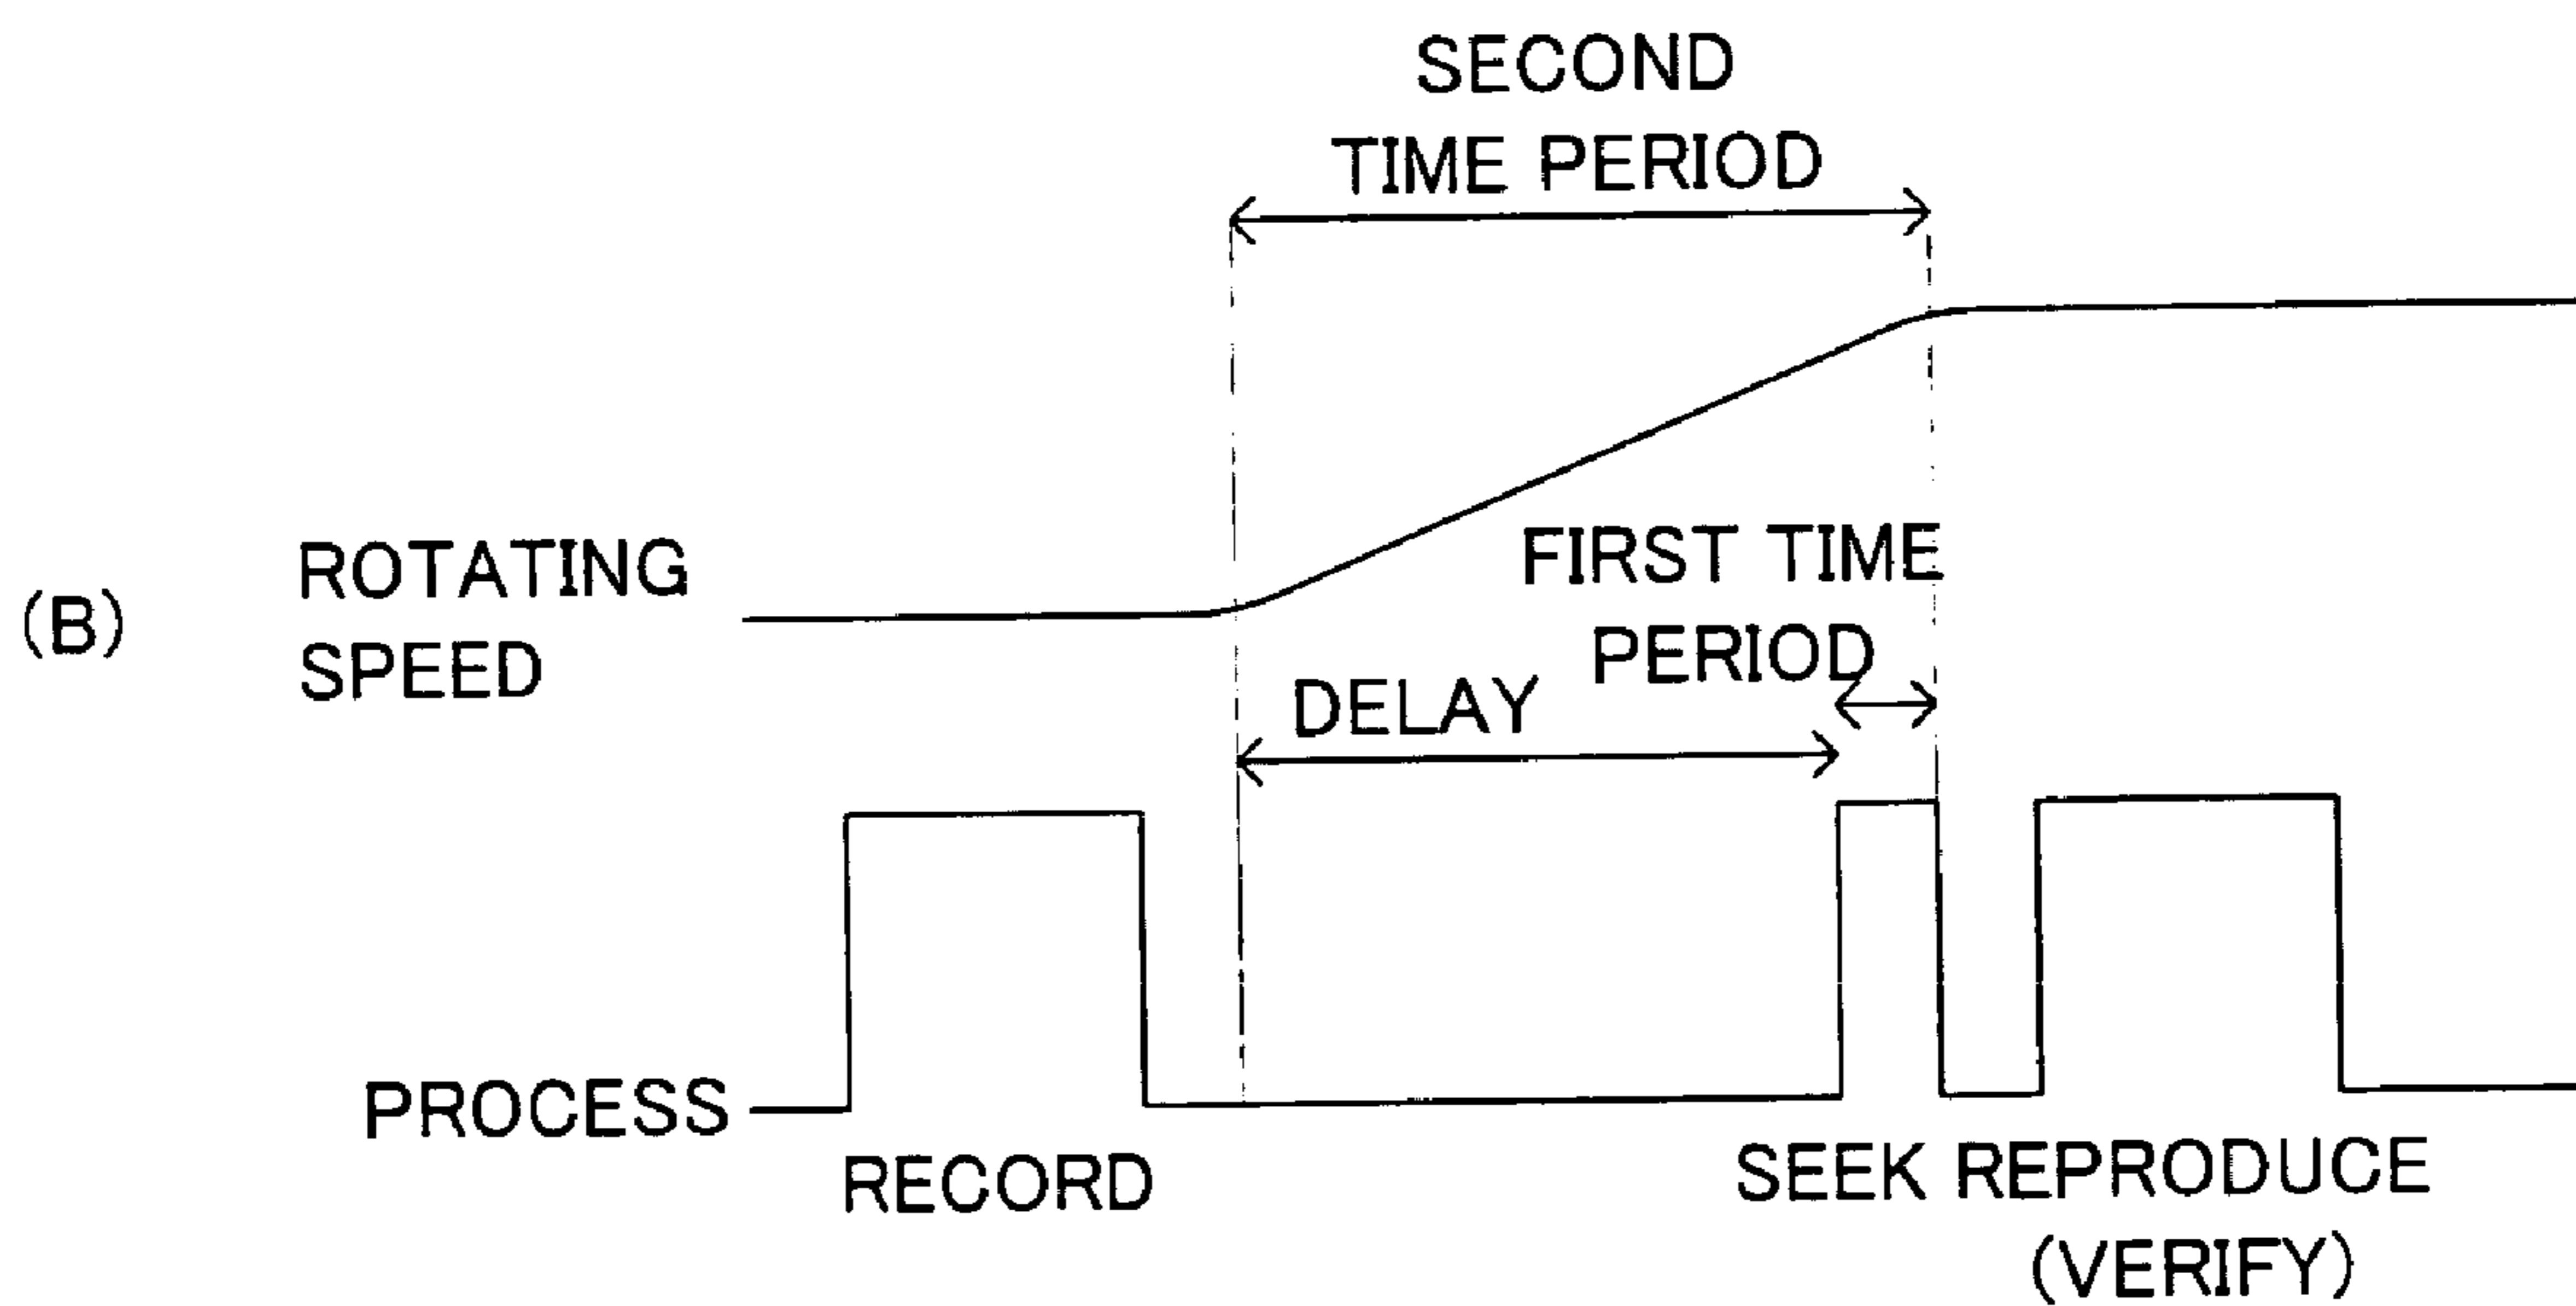 SECOND
TIME PERIOD
(B)
ROTATING
SPEED
FIRST TIME
PERIOD
DELAY
PROCESS
RECORD
SEEK REPRODUCE
(VERIFY)